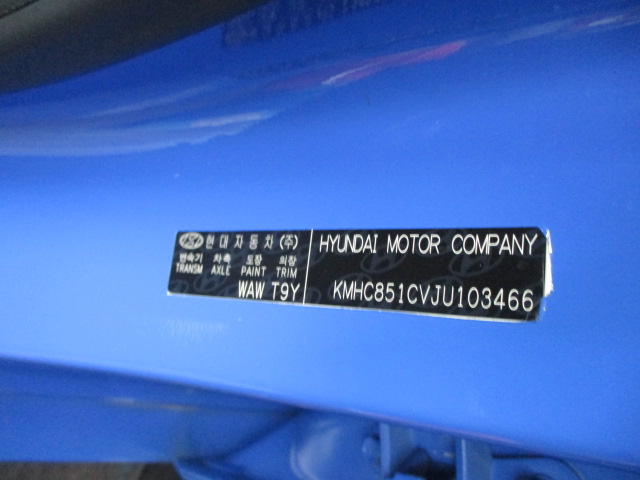 현대자동차(주)
변속기 차축 도장 의장
TRANSM AXLE PAINT TRIM
WAW T9Y
HYUNDAI MOTOR COMPANY
KMHC851CVJU103466